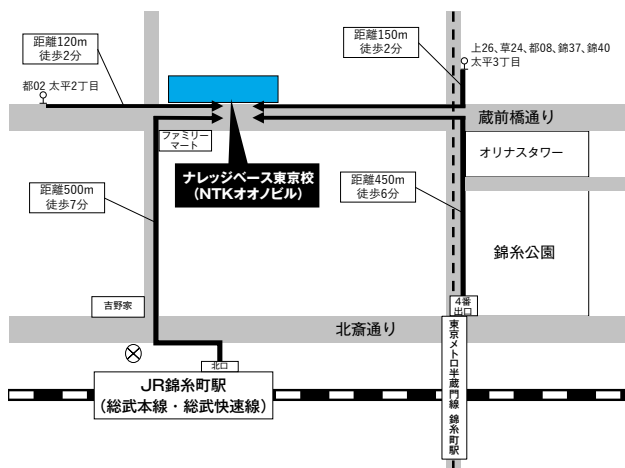 距離120m
徒歩2分
距離150m
徒歩2分
上26、草24、都08、錦37、錦40
太平3丁目
都02 太平2丁目
蔵前橋通り
ファミリー
マート
オリナスタワー
ナレッジベース東京校
(NTKオオノビル)
距離500m
徒歩7分
距離450m
徒歩6分
錦糸公園
吉野家
4番
出口
北斎通り
東京メトロ半蔵門線 錦糸町駅
北口
JR錦糸町駅
(総武本線・総武快速線)